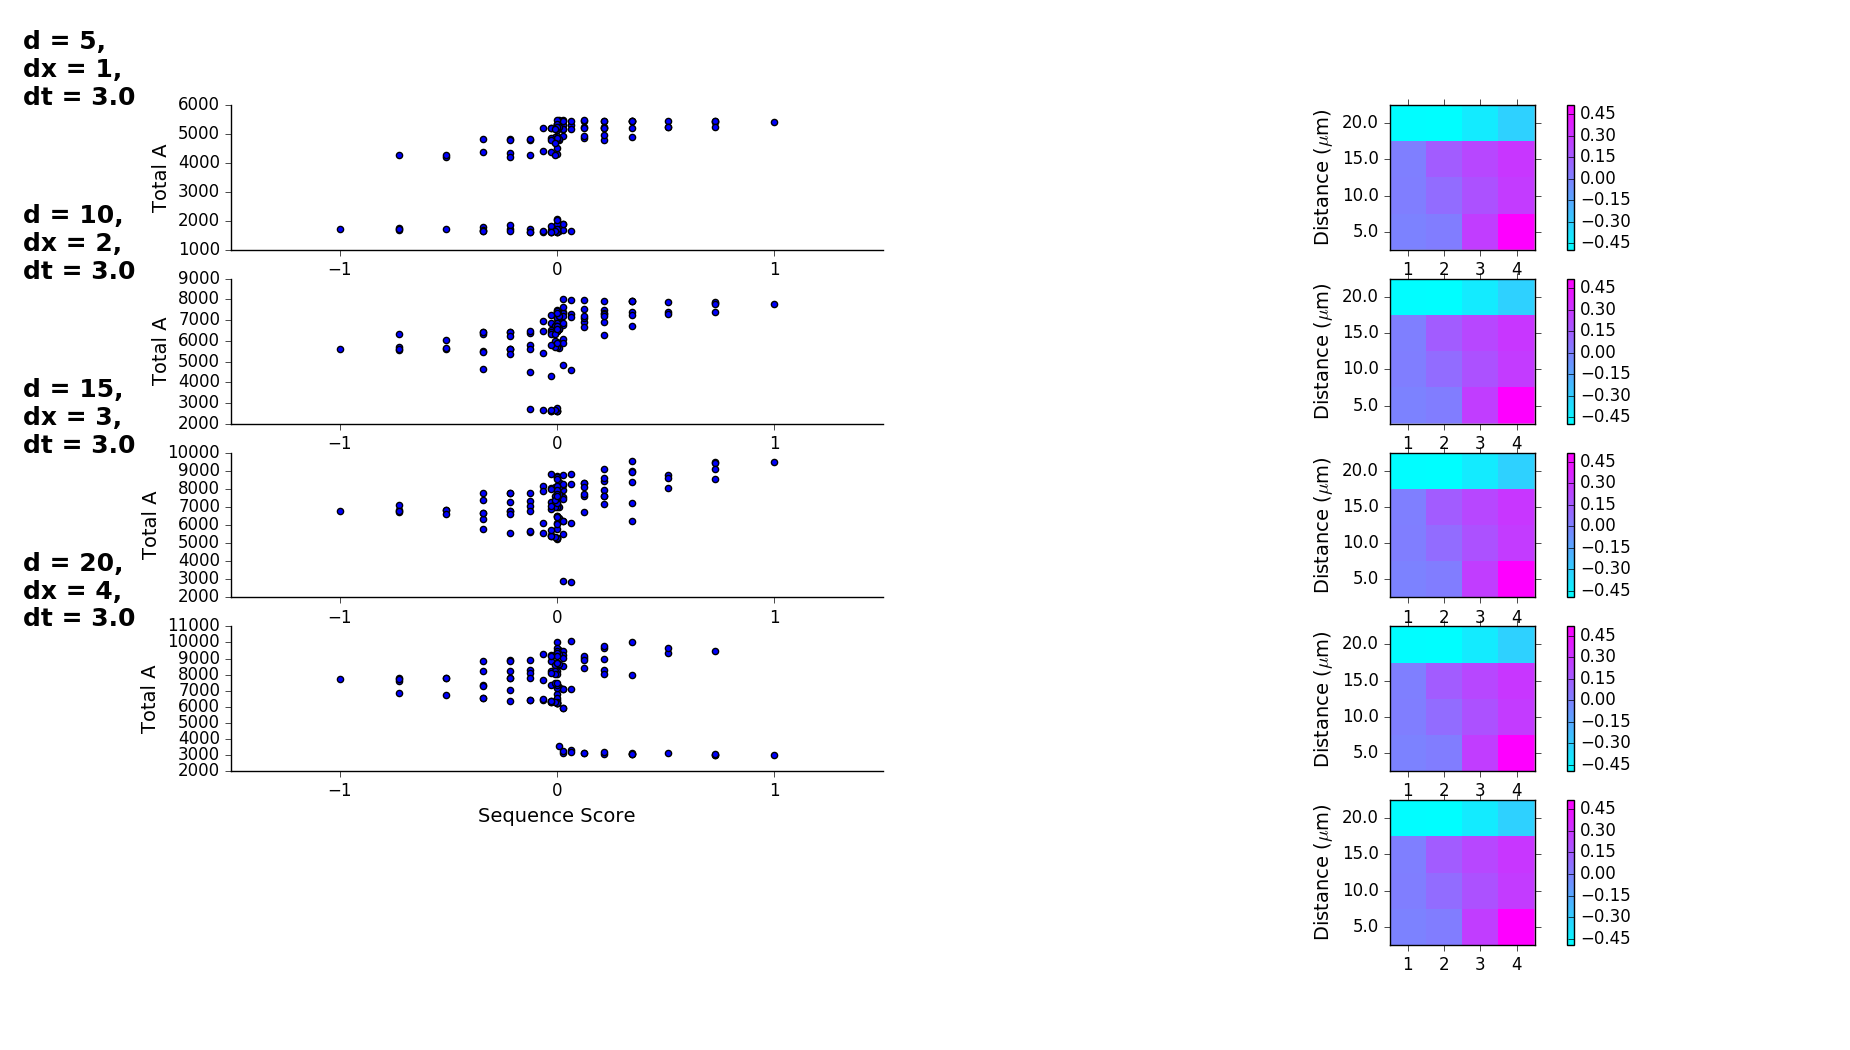 d = 5,
dx = 1,
dt = 3.0
6000
5000
4000
3000
2000
1000
Total A
−1 0 1
d = 10,
dx = 2,
dt = 3.0
9000
8000
7000
6000
5000
4000
3000
2000
Total A
−1 0 1
d = 15,
dx = 3,
dt = 3.0
10000
9000
8000
7000
6000
5000
4000
3000
2000
Total A
−1 0 1
d = 20,
dx = 4,
dt = 3.0
11000
10000
9000
8000
7000
6000
5000
4000
3000
2000
Total A
−1 0 1
Sequence Score
Distance (μm)
20.0
15.0
10.0
5.0
1 2 3 4
0.45
0.30
0.15
0.00
−0.15
−0.30
−0.45
Distance (μm)
20.0
15.0
10.0
5.0
1 2 3 4
0.45
0.30
0.15
0.00
−0.15
−0.30
−0.45
Distance (μm)
20.0
15.0
10.0
5.0
1 2 3 4
0.45
0.30
0.15
0.00
−0.15
−0.30
−0.45
Distance (μm)
20.0
15.0
10.0
5.0
1 2 3 4
0.45
0.30
0.15
0.00
−0.15
−0.30
−0.45
Distance (μm)
20.0
15.0
10.0
5.0
1 2 3 4
0.45
0.30
0.15
0.00
−0.15
−0.30
−0.45